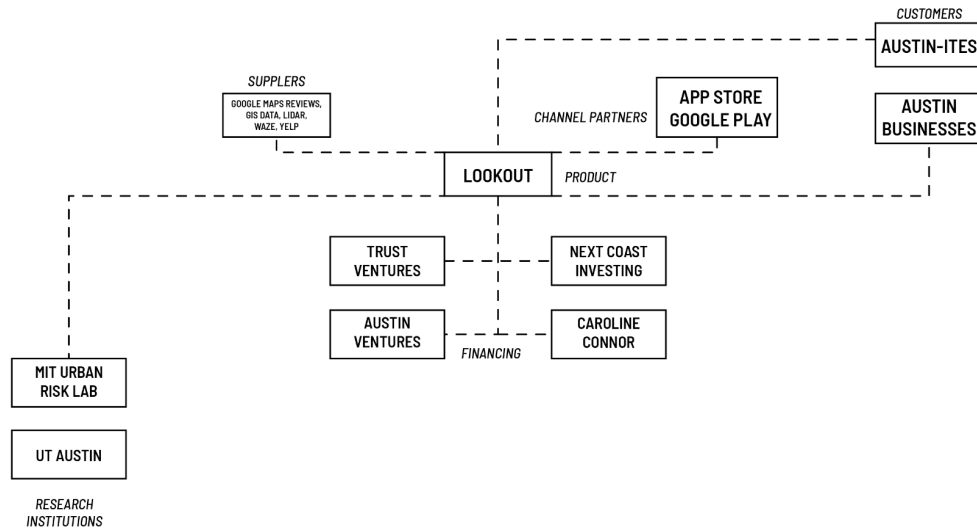 CUSTOMERS
AUSTIN-ITES
SUPPLERS
GOOGLE MAPS REVIEWS,
GIS DATA, LIDAR,
WAZE, YELP
CHANNEL PARTNERS
APP STORE
GOOGLE PLAY
AUSTIN
BUSINESSES
LOOKOUT
PRODUCT
TRUST
VENTURES
NEXT COAST
INVESTING
AUSTIN
VENTURES
CAROLINE
CONNOR
FINANCING
MIT URBAN
RISK LAB
UT AUSTIN
RESEARCH
INSTITUTIONS